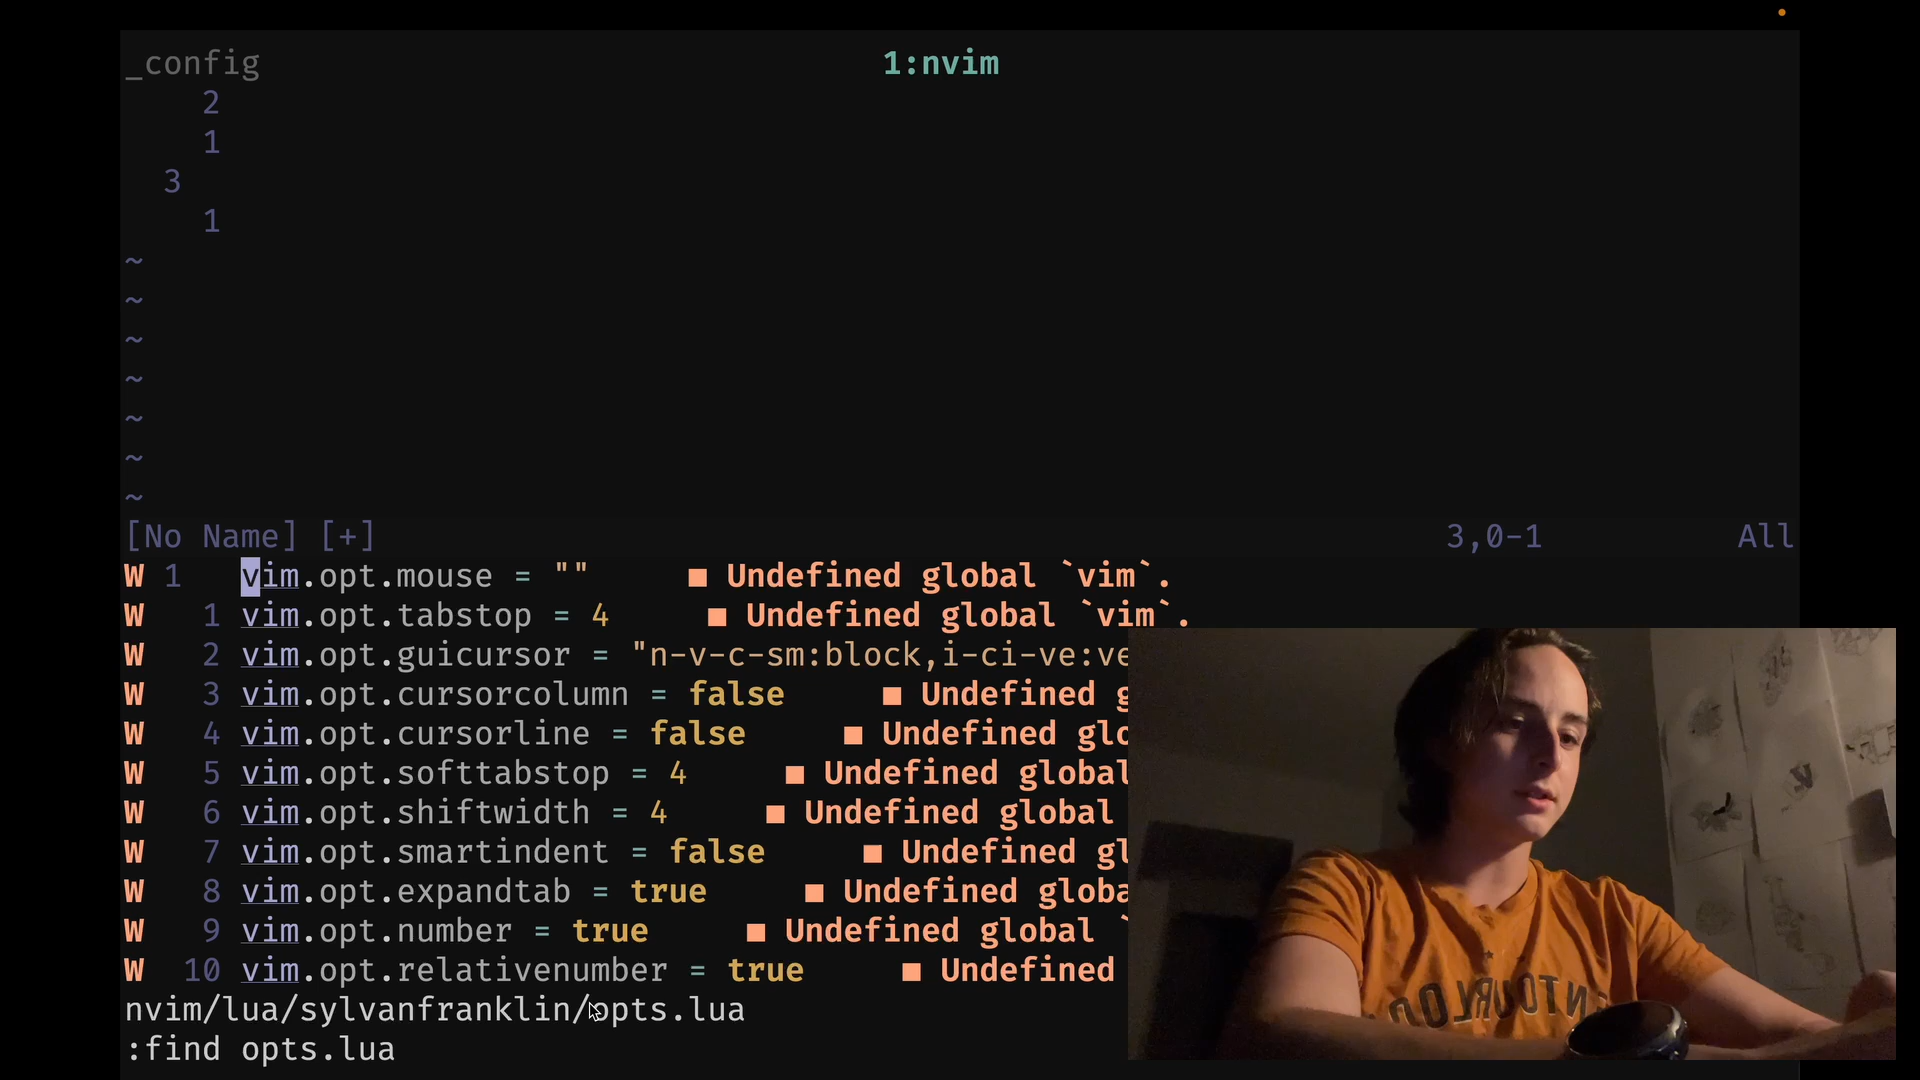 _config 1:nvim
2
1
3
1
~
~
~
~
~
~
~
[No Name] [+] 3,0-1 All
W 1 vim.opt.mouse = "" ■ Undefined global `vim`.
W 1 vim.opt.tabstop = 4 ■ Undefined global `vim`.
W 2 vim.opt.guicursor = "n-v-c-sm:block,i-ci-ve:ve
W 3 vim.opt.cursorcolumn = false ■ Undefined g
W 4 vim.opt.cursorline = false ■ Undefined glo
W 5 vim.opt.softtabstop = 4 ■ Undefined global
W 6 vim.opt.shiftwidth = 4 ■ Undefined global
W 7 vim.opt.smartindent = false ■ Undefined gl
W 8 vim.opt.expandtab = true ■ Undefined globa
W 9 vim.opt.number = true ■ Undefined global `
W 10 vim.opt.relativenumber = true ■ Undefined
nvim/lua/sylvanfranklin/opts.lua
:find opts.lua